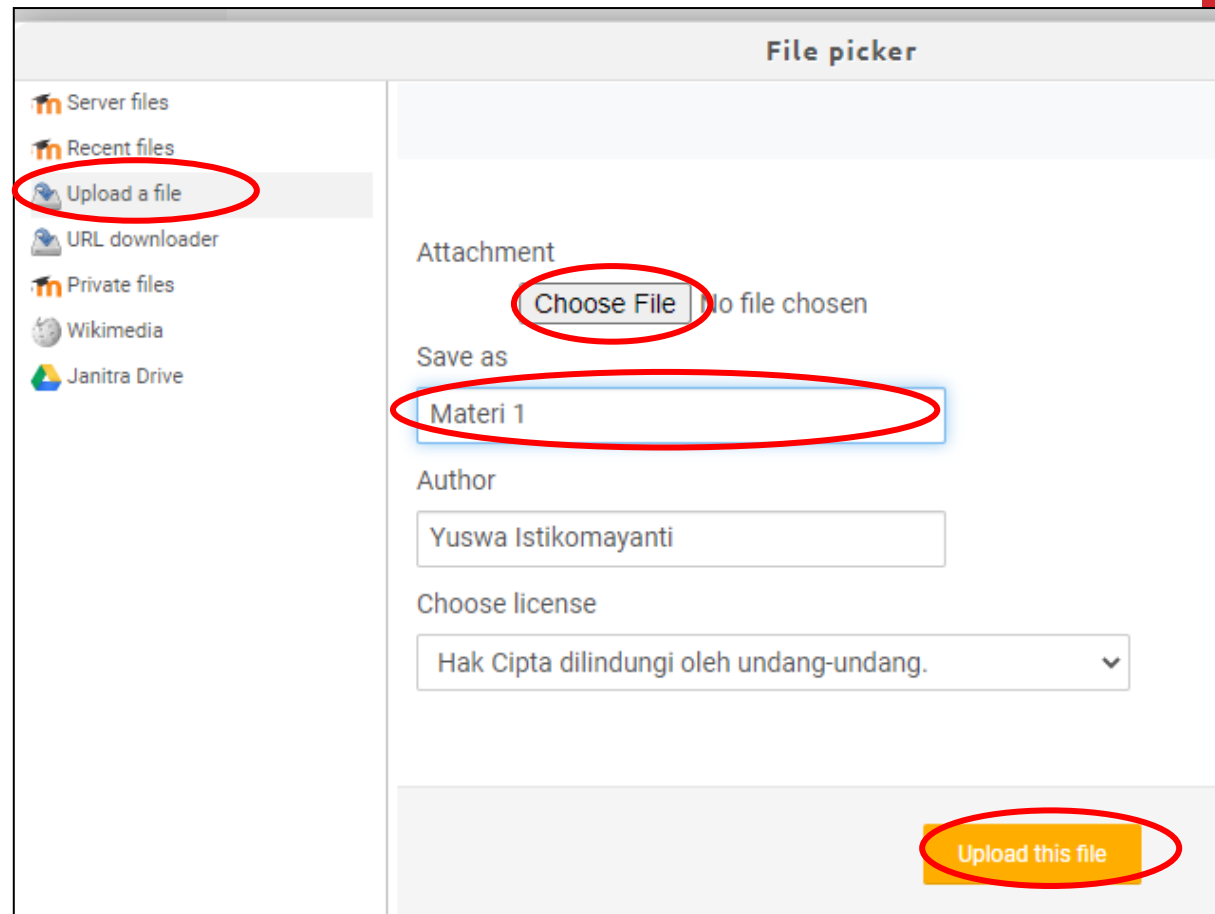 File picker
Server files
Recent files
Upload a file
URL downloader
Private files
Wikimedia
Janitra Drive
Attachment
Choose File No file chosen
Save as
Materi 1
Author
Yuswa Istikomayanti
Choose license
Hak Cipta dilindungi oleh undang-undang.
Upload this file